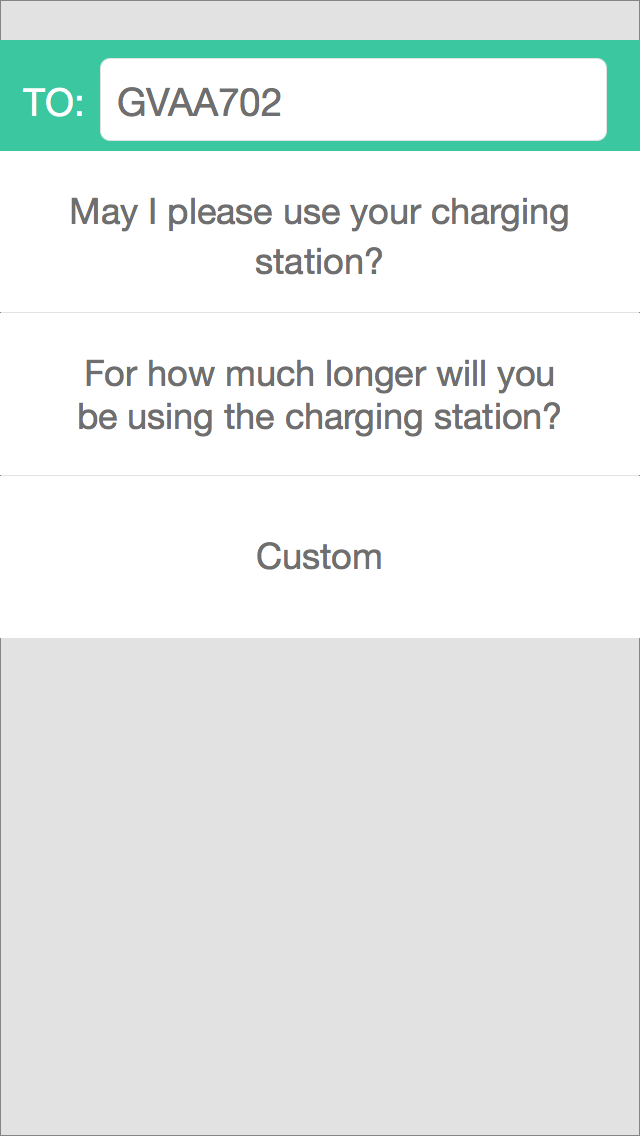 TO: GVAA702
May I please use your charging
station?
For how much longer will you
be using the charging station?
Custom